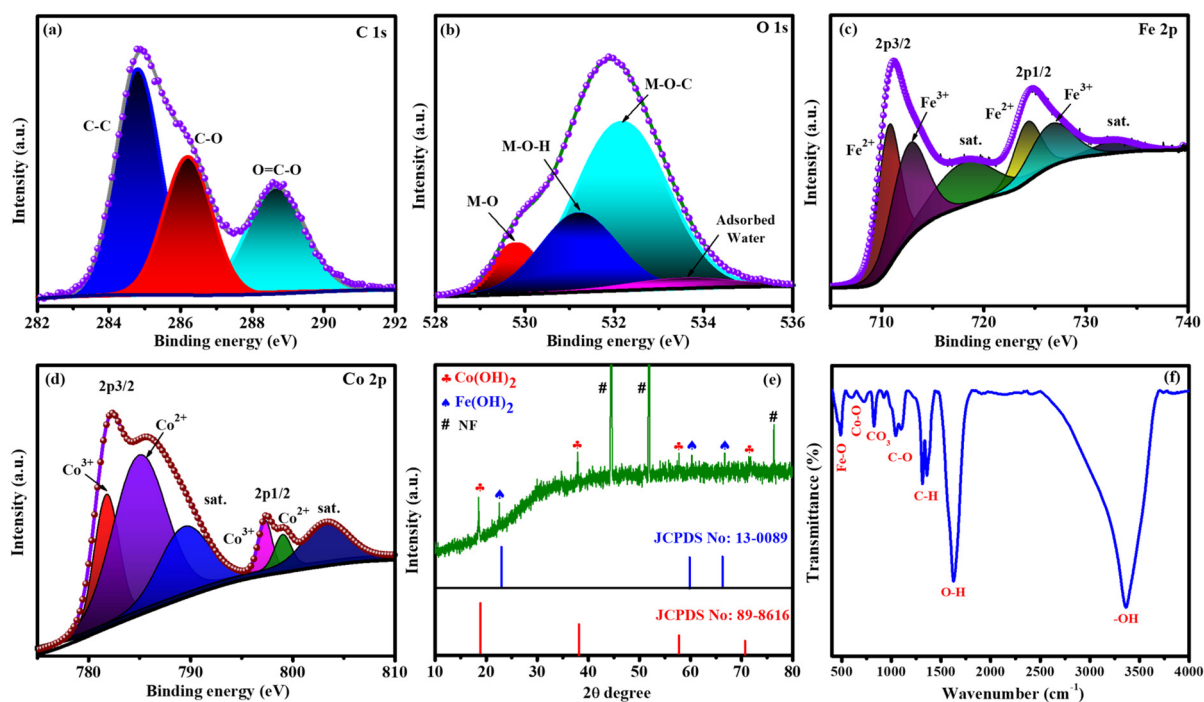 (a)
C 1s
C-C
C-O
O=C-O
Intensity (a.u.)
282 284 286 288 290 292
Binding energy (eV)
(b)
O 1s
M-O-C
M-O-H
M-O
Adsorbed
Water
Intensity (a.u.)
528 530 532 534 536
Binding energy (eV)
(c)
Fe 2p
2p3/2
2p1/2
Fe3+
Fe2+
Fe3+
Fe2+
sat.
sat.
Intensity (a.u.)
710 720 730 740
Binding energy (eV)
(d)
Co 2p
2p3/2
Co2+
Co3+
sat.
2p1/2
Co3+
Co2+
sat.
Intensity (a.u.)
780 790 800 810
Binding energy (eV)
(e)
♣ Co(OH)2
♠ Fe(OH)2
# NF
# # #
JCPDS No: 13-0089
JCPDS No: 89-8616
Intensity (a.u.)
10 20 30 40 50 60 70 80
2θ degree
(f)
Fe-O
Co-O
CO3
C-O
C-H
O-H
-OH
Transmittance (%)
500 1000 1500 2000 2500 3000 3500 4000
Wavenumber (cm-1)